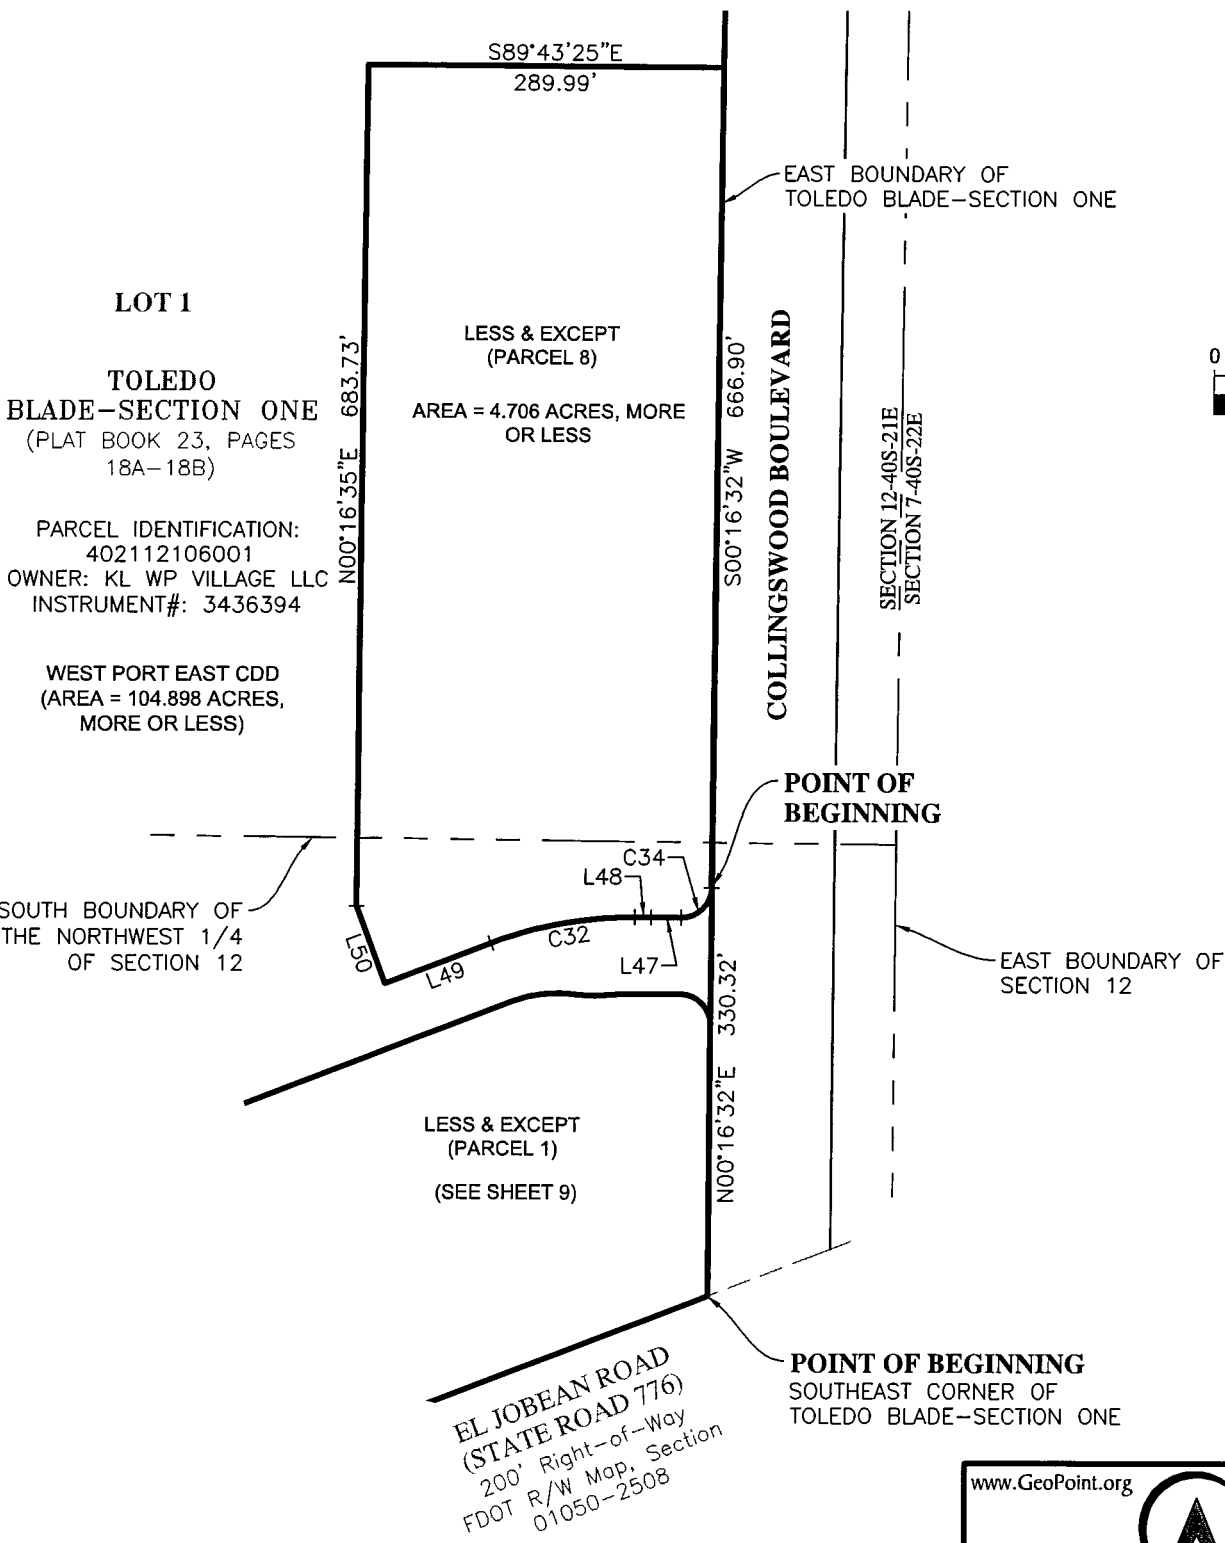 S89°43'25"E
289.99'
EAST BOUNDARY OF
TOLEDO BLADE-SECTION ONE
LOT 1
TOLEDO
BLADE-SECTION ONE
(PLAT BOOK 23, PAGES
18A-18B)
PARCEL IDENTIFICATION:
402112106001
OWNER: KL WP VILLAGE LLC
INSTRUMENT#: 3436394
WEST PORT EAST CDD
(AREA = 104.898 ACRES,
MORE OR LESS)
N00°16'35"E 683.73'
LESS & EXCEPT
(PARCEL 8)
AREA = 4.706 ACRES, MORE
OR LESS
S00°16'32"W 666.90'
COLLINGSWOOD BOULEVARD
SECTION 12-40S-21E
SECTION 7-40S-22E
0
POINT OF
BEGINNING
C34
L48
C32
L47
L49
L50
SOUTH BOUNDARY OF
THE NORTHWEST 1/4
OF SECTION 12
EAST BOUNDARY OF
SECTION 12
N00°16'32"E 330.32'
LESS & EXCEPT
(PARCEL 1)
(SEE SHEET 9)
POINT OF BEGINNING
SOUTHEAST CORNER OF
TOLEDO BLADE-SECTION ONE
EL JOBEAN ROAD
(STATE ROAD 776)
200' Right-of-Way
FDOT R/W Map, Section
01050-2508
www.GeoPoint.org